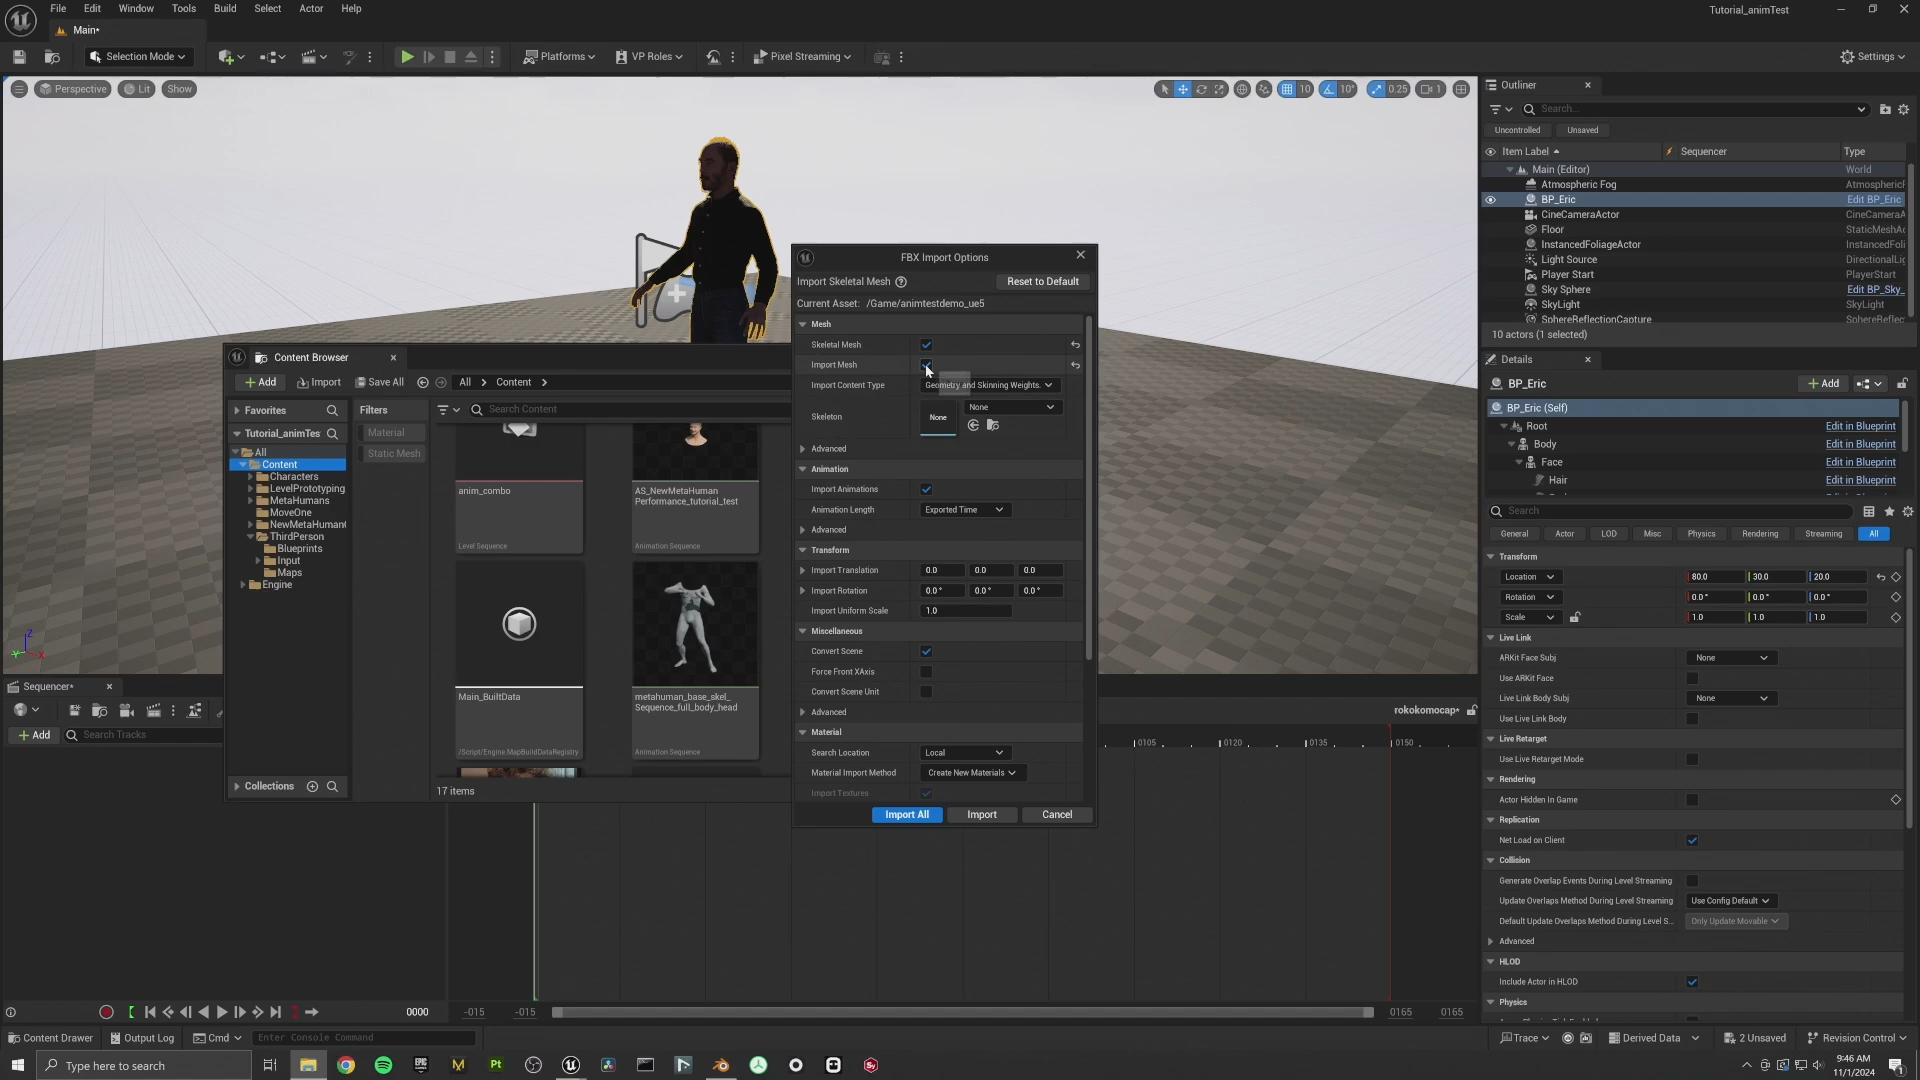 File Edit Window Tools Build Select Actor Help
Tutorial_animTest
Main*
Selection Mode
Platforms
VP Roles
Pixel Streaming
Settings
Perspective
Lit
Show
10
10°
0.25
1
Outliner
Search...
Uncontrolled
Unsaved
Item Label
Sequencer
Type
Main (Editor)
World
Atmospheric Fog
BP_Eric
Edit BP_Eric
CineCameraActor
CineCameraA
Floor
StaticMeshAc
InstancedFoliageActor
InstancedFoli
Light Source
DirectionalLig
Player Start
PlayerStart
Sky Sphere
Edit BP_Sky_
SkyLight
SkyLight
SphereReflectionCapture
SphereReflec
10 actors (1 selected)
Details
BP_Eric
Add
BP_Eric (Self)
Root
Edit in Blueprint
Body
Edit in Blueprint
Face
Edit in Blueprint
Hair
Edit in Blueprint
Search
General
Actor
LOD
Misc
Physics
Rendering
Streaming
All
Transform
Location
80.0
30.0
20.0
Rotation
0.0°
0.0°
0.0°
Scale
1.0
1.0
1.0
Live Link
ARKit Face Subj
None
Use ARKit Face
Live Link Body Subj
None
Use Live Link Body
Live Retarget
Use Live Retarget Mode
Rendering
Actor Hidden In Game
Replication
Net Load on Client
Collision
Generate Overlap Events During Level Streaming
Update Overlaps Method During Level Streaming
Use Config Default
Default Update Overlaps Method During Level S...
Only Update Movable
Advanced
HLOD
Include Actor in HLOD
Physics
FBX Import Options
Import Skeletal Mesh
Reset to Default
Current Asset: /Game/animtestdemo_ue5
Mesh
Skeletal Mesh
Import Mesh
Import Content Type
Geometry and Skinning Weights.
Skeleton
None
None
Advanced
Animation
Import Animations
Animation Length
Exported Time
Advanced
Transform
Import Translation
0.0
0.0
0.0
Import Rotation
0.0°
0.0°
0.0°
Import Uniform Scale
1.0
Miscellaneous
Convert Scene
Force Front XAxis
Convert Scene Unit
Advanced
Material
Search Location
Local
Material Import Method
Create New Materials
Import Textures
Import All
Import
Cancel
Content Browser
Add
Import
Save All
All
Content
Favorites
Filters
Search Content
Tutorial_animTes
Material
Static Mesh
All
Content
Characters
LevelPrototyping
MetaHumans
MoveOne
NewMetaHuman
ThirdPerson
Blueprints
Input
Maps
Engine
anim_combo
Level Sequence
AS_NewMetaHuman
Performance_tutorial_test
Animation Sequence
Main_BuiltData
/Script/Engine.MapBuildDataRegistry
metahuman_base_skel_
Sequence_full_body_head
Animation Sequence
Collections
17 items
Z
Y
X
Sequencer*
Add
Search Tracks
rokokomocap*
0105
0120
0135
0150
0000
-015
-015
0165
0165
Content Drawer
Output Log
Cmd
Enter Console Command
Trace
Derived Data
2 Unsaved
Revision Control
Type here to search
9:46 AM
11/1/2024